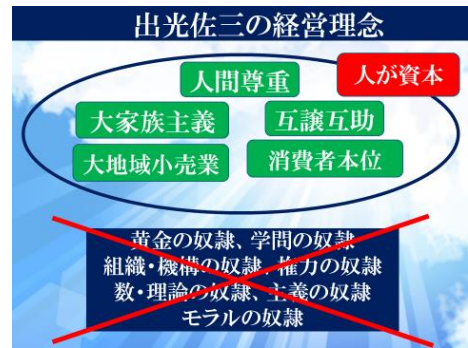 出光佐三の経営理念
人間尊重
人が資本
大家族主義
互譲互助
大地域小売業
消費者本位
黄金の奴隷、学問の奴隷
組織・機構の奴隷、権力の奴隷
数・理論の奴隷、主義の奴隷
モラルの奴隷